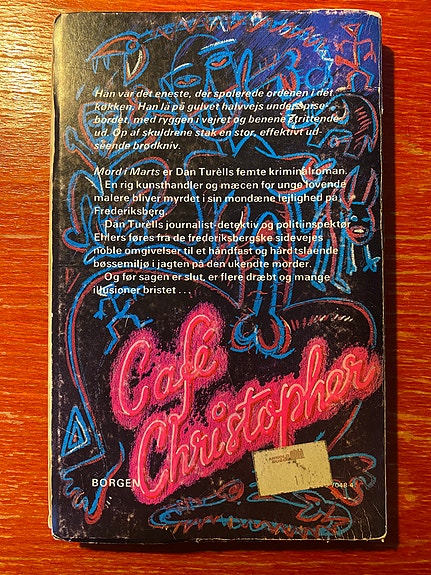 Han var det eneste, der spolerede ordenen i det
køkken. Han lå på gulvet halvvejs under spise-
bordet, med ryggen i vejret og benene strittende
ud. Op af skuldrene stak en stor, effektivt ud-
seende brødkniv.
Mord i Marts er Dan Turèlls femte kriminalroman.
En rig kunsthandler og mæcen for unge lovende
malere bliver myrdet i sin mondæne lejlighed på
Frederiksberg.
Dan Turèlls journalist-detektiv og politiinspektør
Ehlers føres fra de frederiksbergske sidevejes
noble omgivelser til et håndfast og hårdtslående
bøssemiljø i jagten på den ukendte morder.
Og før sagen er slut, er flere dræbt og mange
illusioner bristet . . .
Café
Christopher
BORGEN